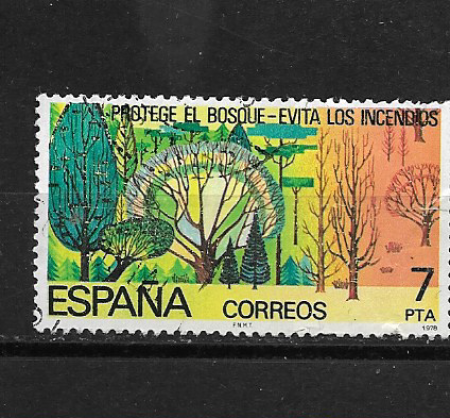 PROTEGE EL BOSQUE-EVITA LOS INCENDIOS
ESPAÑA CORREOS 7
PTA
F.N.M.T. 1978